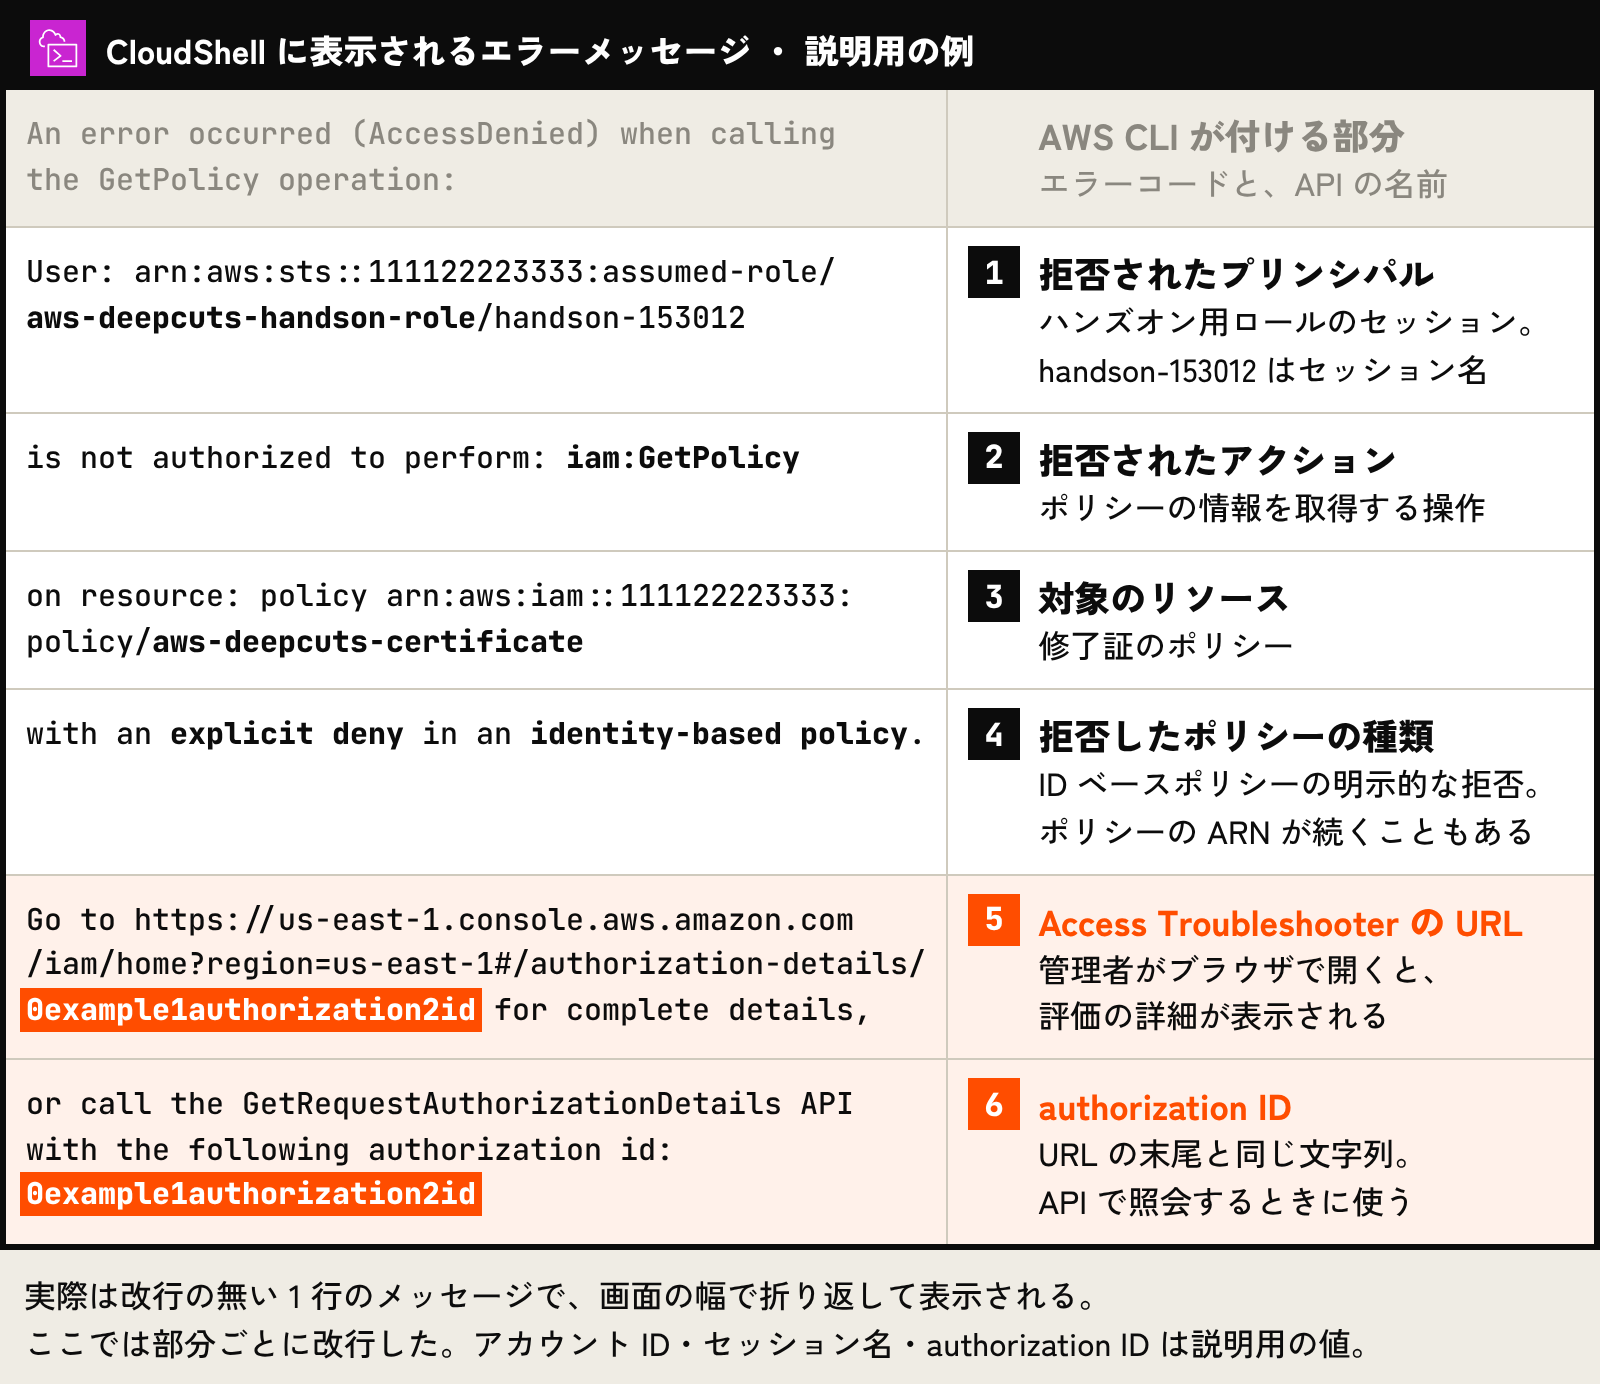 CloudShell に表示されるエラーメッセージ ・ 説明用の例
An error occurred (AccessDenied) when calling
the GetPolicy operation:
AWS CLI が付ける部分
エラーコードと、API の名前
User: arn:aws:sts::111122223333:assumed-role/
aws-deepcuts-handson-role/handson-153012
1 拒否されたプリンシパル
ハンズオン用ロールのセッション。
handson-153012 はセッション名
is not authorized to perform: iam:GetPolicy
2 拒否されたアクション
ポリシーの情報を取得する操作
on resource: policy arn:aws:iam::111122223333:
policy/aws-deepcuts-certificate
3 対象のリソース
修了証のポリシー
with an explicit deny in an identity-based policy.
4 拒否したポリシーの種類
ID ベースポリシーの明示的な拒否。
ポリシーの ARN が続くこともある
Go to https://us-east-1.console.aws.amazon.com
/iam/home?region=us-east-1#/authorization-details/
0example1authorization2id for complete details,
5 Access Troubleshooter の URL
管理者がブラウザで開くと、
評価の詳細が表示される
or call the GetRequestAuthorizationDetails API
with the following authorization id:
0example1authorization2id
6 authorization ID
URL の末尾と同じ文字列。
API で照会するときに使う
実際は改行の無い 1 行のメッセージで、画面の幅で折り返して表示される。
ここでは部分ごとに改行した。アカウント ID・セッション名・authorization ID は説明用の値。